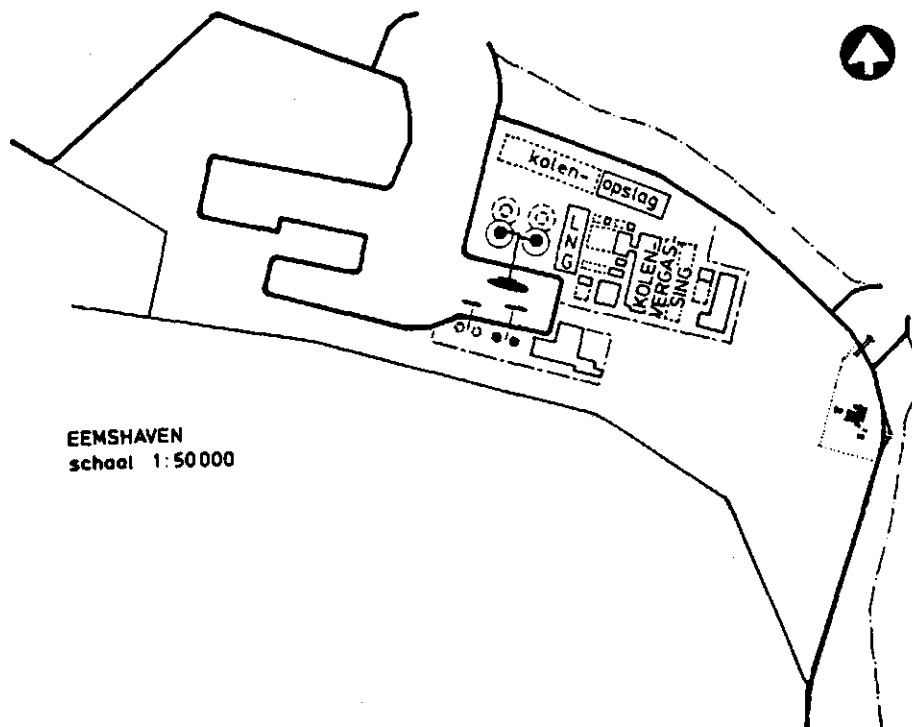 kolen-
opslag
L
N
G
KOLEN-
VERGAS
SING
EEMSHAVEN
schaal 1:50000